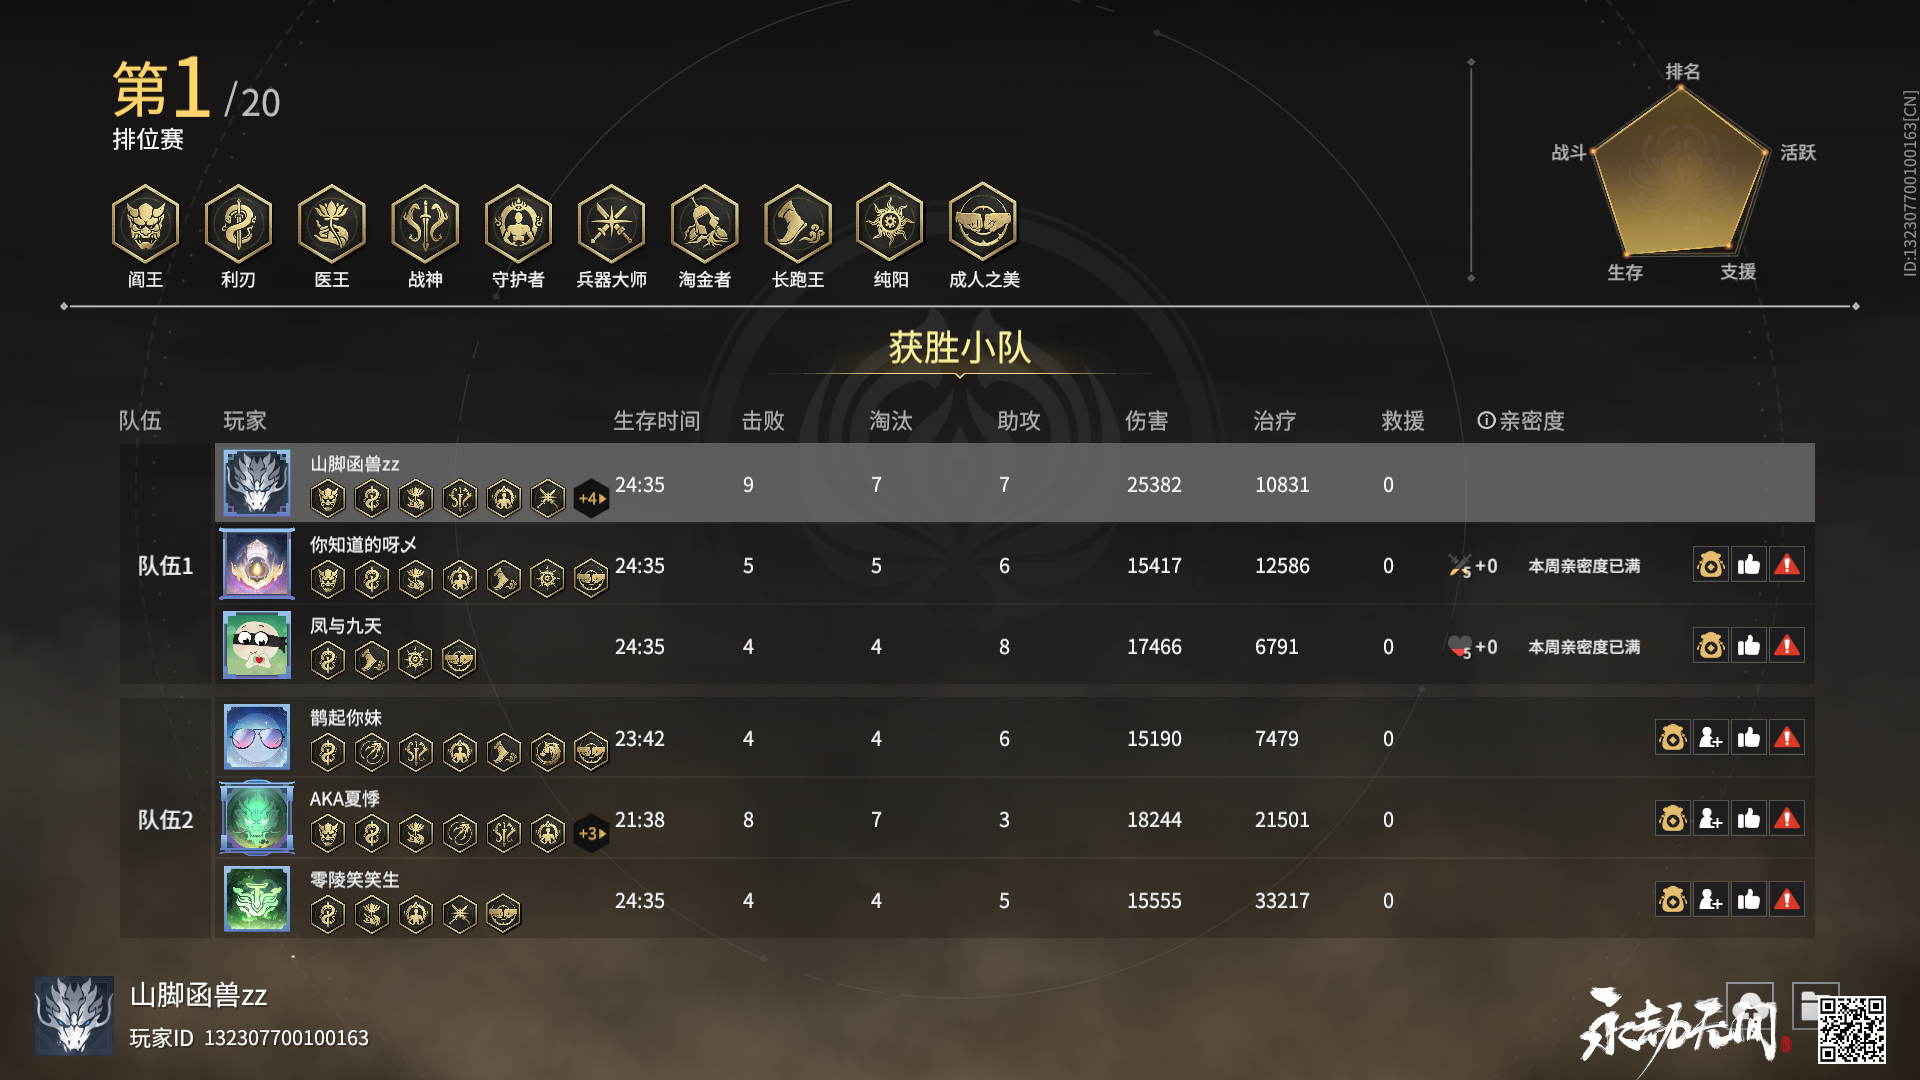 第1/20
排位赛
阎王 利刃 医王 战神 守护者 兵器大师 淘金者 长跑王 纯阳 成人之美
排名
战斗 活跃
生存 支援
ID:132307700100163[CN]
获胜小队
队伍 玩家 生存时间 击败 淘汰 助攻 伤害 治疗 救援 亲密度
队伍1
山脚函兽zz
+4 24:35 9 7 7 25382 10831 0
你知道的呀乄
24:35 5 5 6 15417 12586 0 5 +0 本周亲密度已满
凤与九天
24:35 4 4 8 17466 6791 0 5 +0 本周亲密度已满
队伍2
鹊起你妹
23:42 4 4 6 15190 7479 0
AKA夏悸
+3 21:38 8 7 3 18244 21501 0
零陵笑笑生
24:35 4 4 5 15555 33217 0
山脚函兽zz
玩家ID 132307700100163
永劫无间